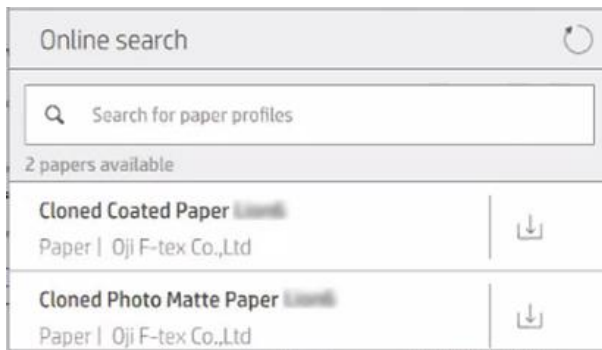 Online search
Search for paper profiles
2 papers available
Cloned Coated Paper
Paper | Oji F-tex Co.,Ltd
Cloned Photo Matte Paper
Paper | Oji F-tex Co.,Ltd